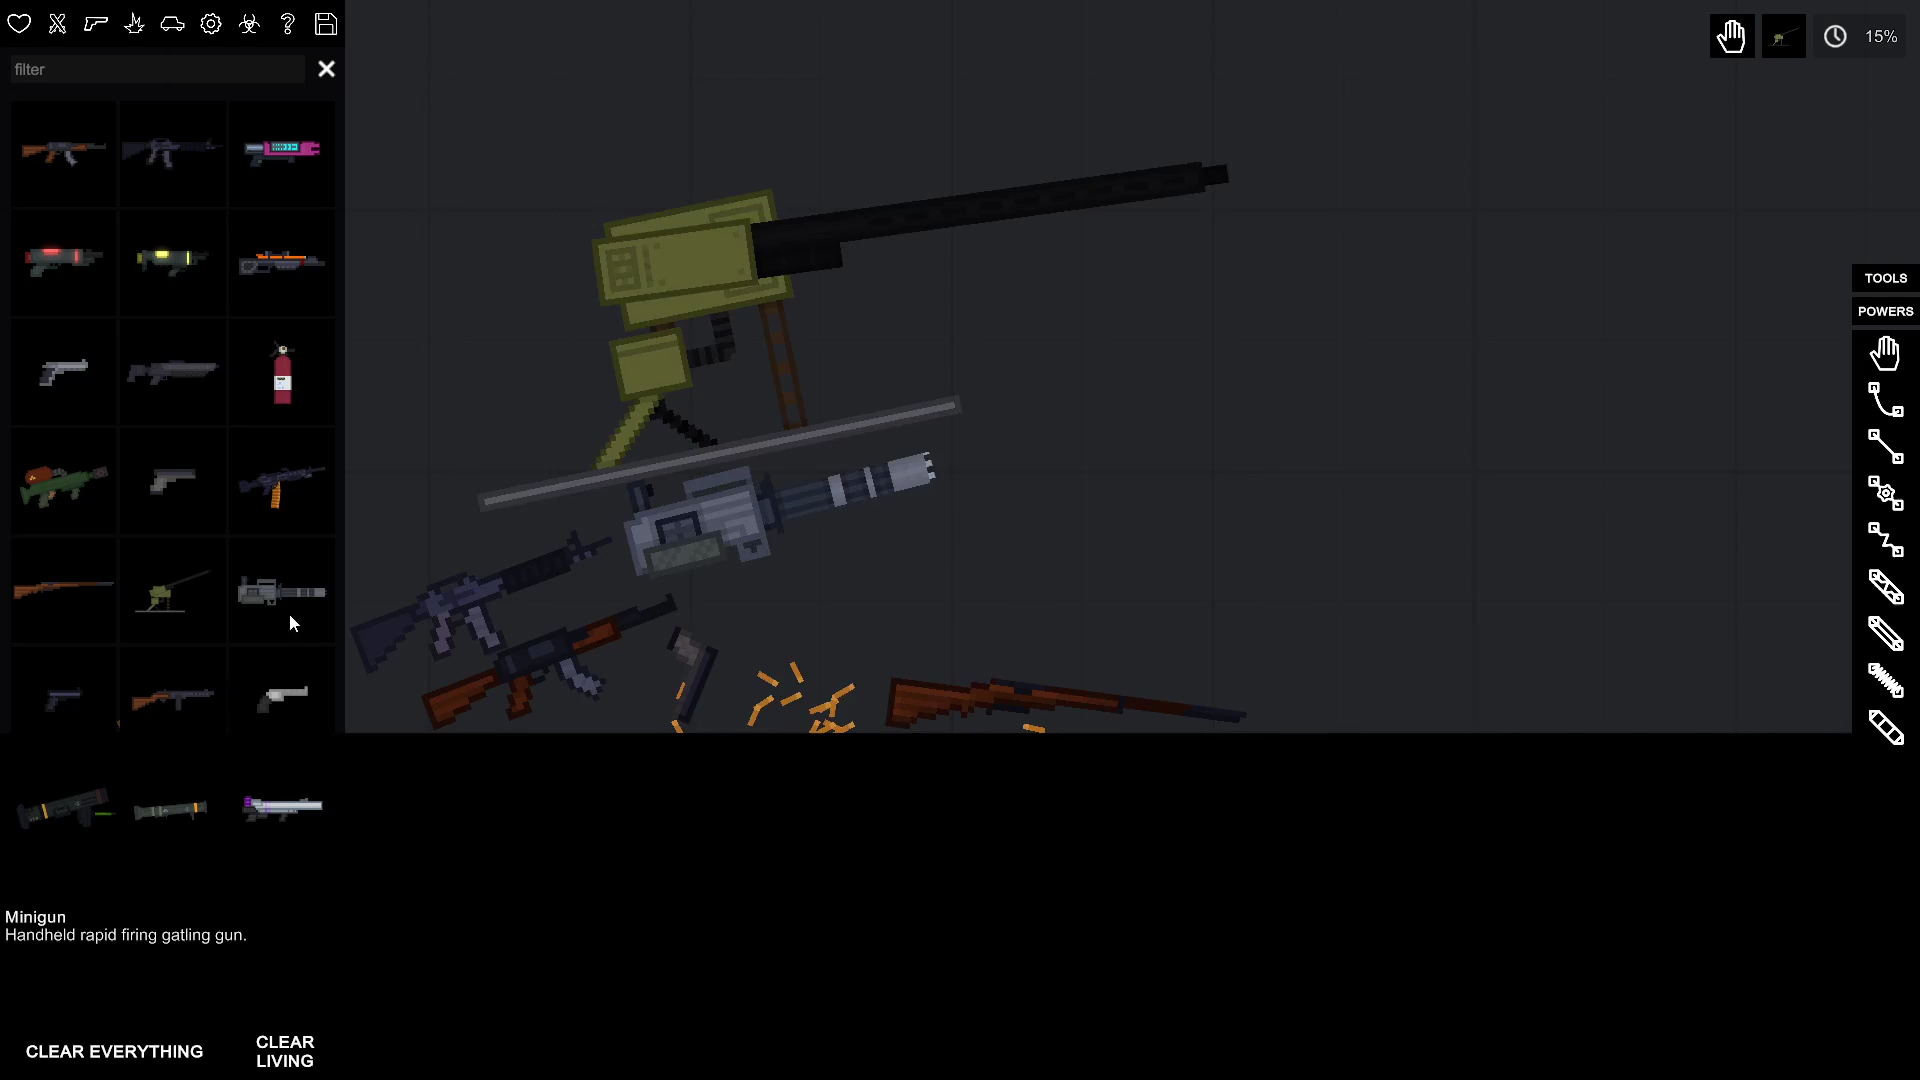 filter
15%
TOOLS
POWERS
Minigun
Handheld rapid firing gatling gun.
CLEAR EVERYTHING
CLEAR
LIVING